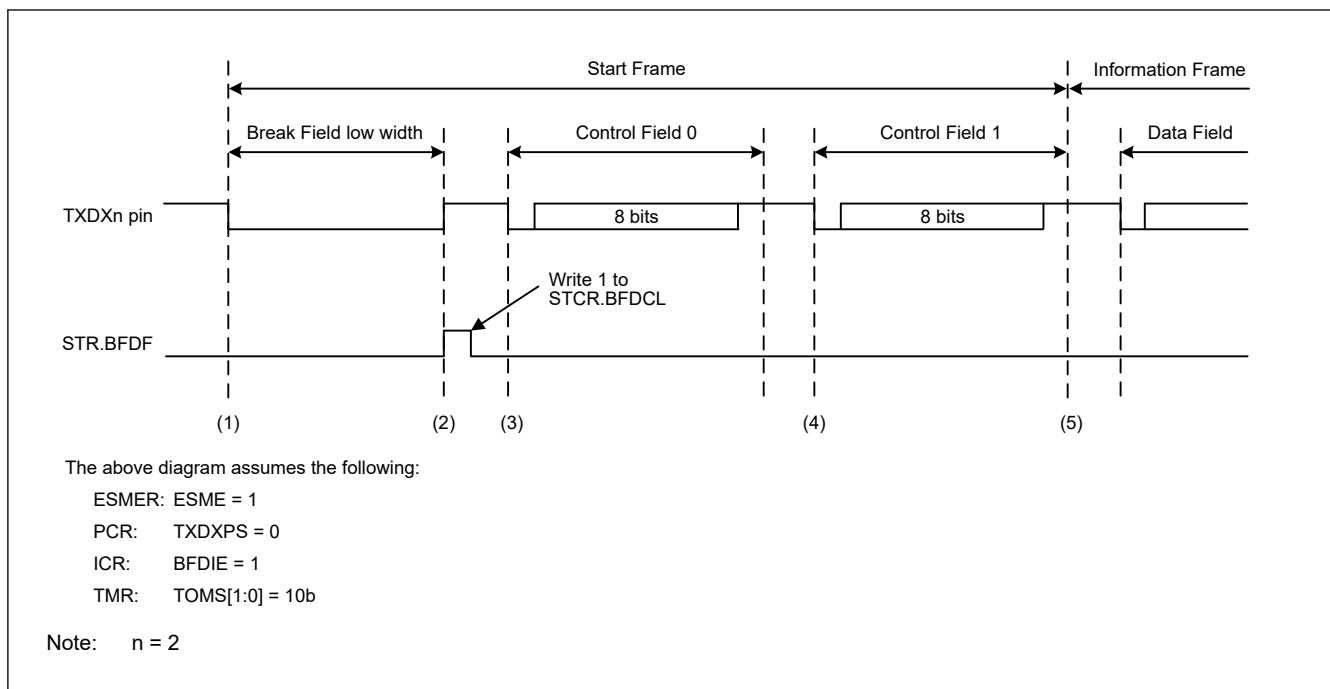 Start Frame
Information Frame
Break Field low width
Control Field 0
Control Field 1
Data Field
TXDXn pin
8 bits
8 bits
Write 1 to
STCR.BFDCL
STR.BFDF
(1)
(2)
(3)
(4)
(5)
The above diagram assumes the following:
ESMER: ESME = 1
PCR: TXDXPS = 0
ICR: BFDIE = 1
TMR: TOMS[1:0] = 10b
Note: n = 2